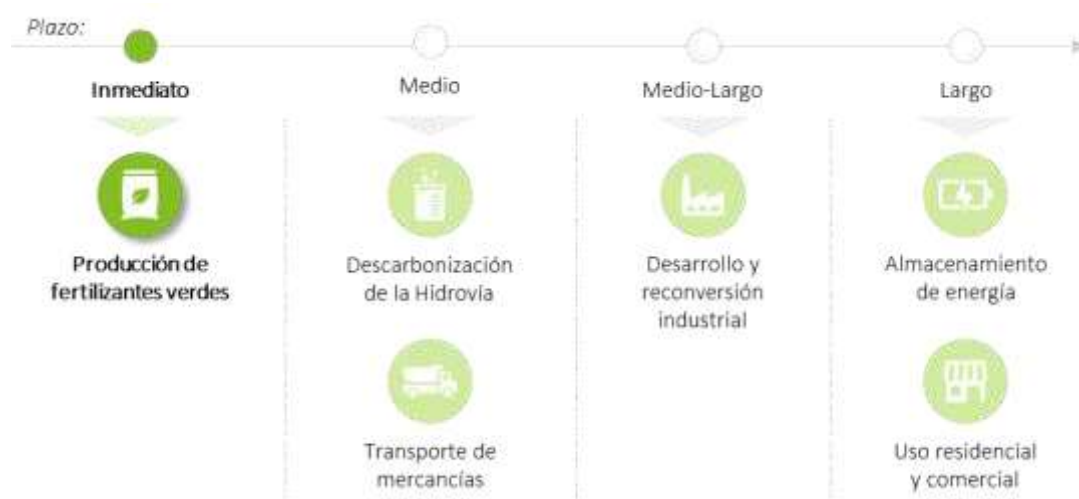 Plazo:
Inmediato
Medio
Medio-Largo
Largo
Producción de
fertilizantes verdes
Descarbonización
de la Hidrovía
Transporte de
mercancías
Desarrollo y
reconversión
industrial
Almacenamiento
de energía
Uso residencial
y comercial